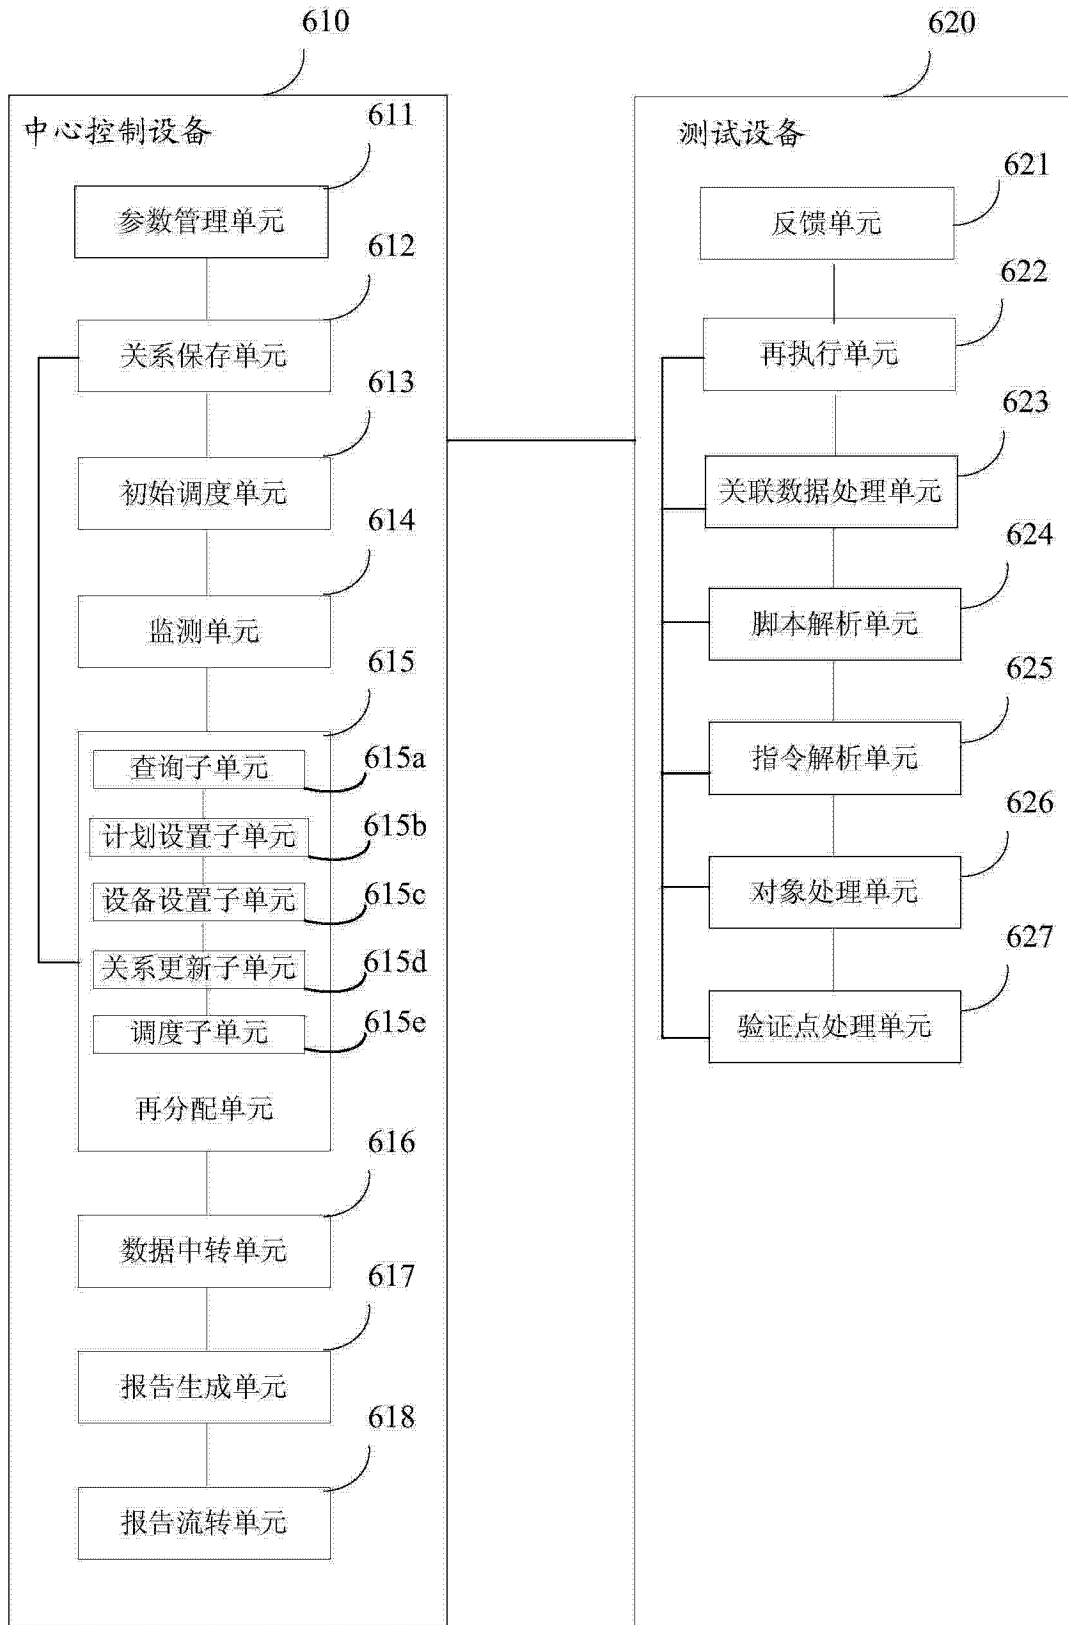 610
中心控制设备
611
参数管理单元
612
关系保存单元
613
初始调度单元
614
监测单元
615
查询子单元
615a
计划设置子单元
615b
设备设置子单元
615c
关系更新子单元
615d
调度子单元
615e
再分配单元
616
数据中转单元
617
报告生成单元
618
报告流转单元
620
测试设备
621
反馈单元
622
再执行单元
623
关联数据处理单元
624
脚本解析单元
625
指令解析单元
626
对象处理单元
627
验证点处理单元